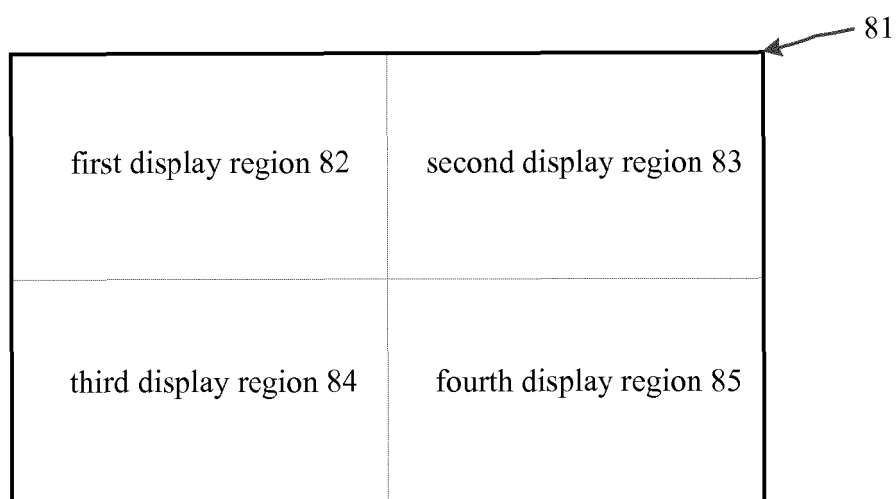 81
first display region 82
second display region 83
third display region 84
fourth display region 85